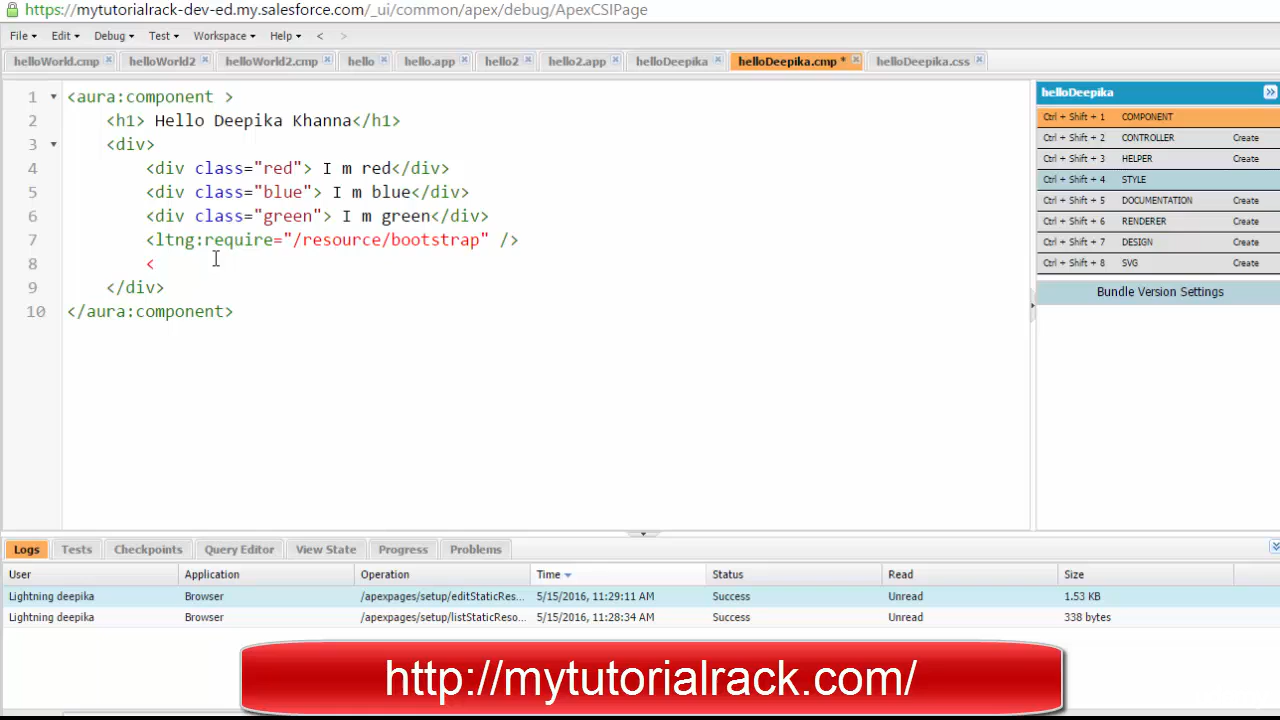 https://mytutorialrack-dev-ed.my.salesforce.com/_ui/common/apex/debug/ApexCSIPage
File Edit Debug Test Workspace Help < >
helloWorld.cmp helloWorld2 helloWorld2.cmp hello hello.app hello2 hello2.app helloDeepika helloDeepika.cmp * helloDeepika.css
1 <aura:component >
2 <h1> Hello Deepika Khanna</h1>
3 <div>
4 <div class="red"> I m red</div>
5 <div class="blue"> I m blue</div>
6 <div class="green"> I m green</div>
7 <ltng:require="/resource/bootstrap" />
8 <
9 </div>
10 </aura:component>
helloDeepika
Ctrl + Shift + 1 COMPONENT
Ctrl + Shift + 2 CONTROLLER Create
Ctrl + Shift + 3 HELPER Create
Ctrl + Shift + 4 STYLE
Ctrl + Shift + 5 DOCUMENTATION Create
Ctrl + Shift + 6 RENDERER Create
Ctrl + Shift + 7 DESIGN Create
Ctrl + Shift + 8 SVG Create
Bundle Version Settings
Logs Tests Checkpoints Query Editor View State Progress Problems
User Application Operation Time Status Read Size
Lightning deepika Browser /apexpages/setup/editStaticRes... 5/15/2016, 11:29:11 AM Success Unread 1.53 KB
Lightning deepika Browser /apexpages/setup/listStaticReso... 5/15/2016, 11:28:34 AM Success Unread 338 bytes
http://mytutorialrack.com/